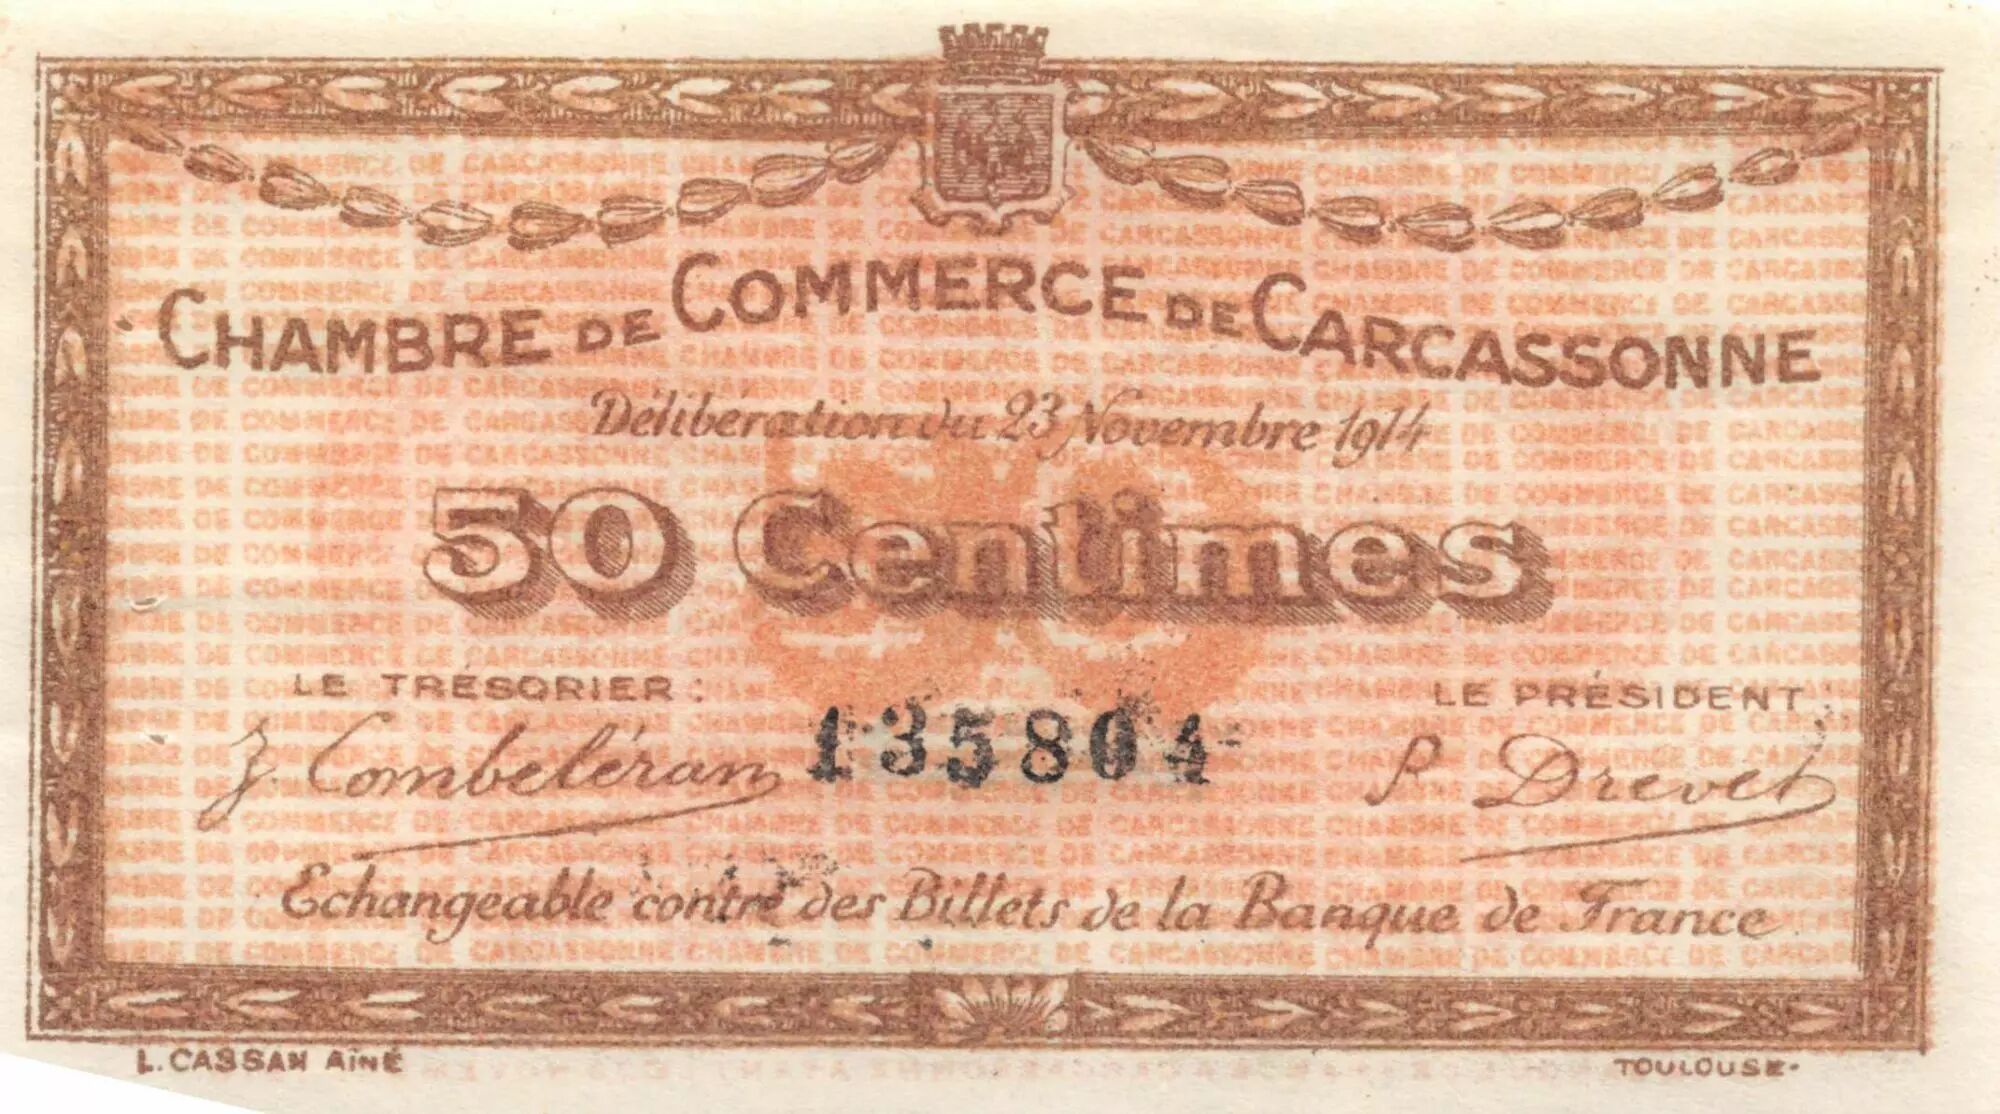 CHAMBRE DE COMMERCE DE CARCASSONNE
Délibération du 23 Novembre 1914
50 Centimes
LE TRÉSORIER :
LE PRÉSIDENT :
J. Combeléran
135804
P. Drevet
Echangeable contre des Billets de la Banque de France
L. CASSAN AÎNÉ
TOULOUSE-